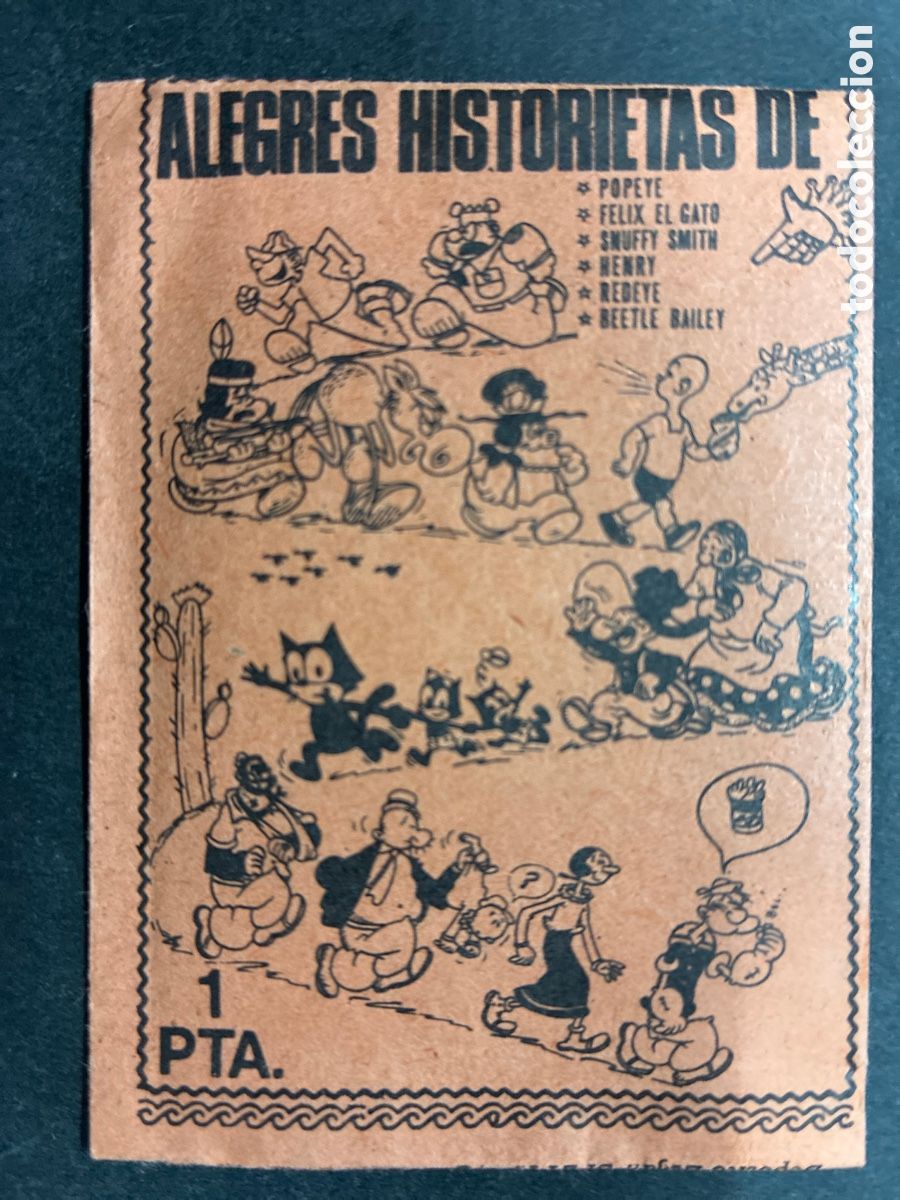 ALEGRES HISTORIETAS DE
☆ POPEYE
☆ FELIX EL GATO
☆ SNUFFY SMITH
☆ HENRY
☆ REDEYE
☆ BEETLE BAILEY
?
1
PTA.
todocoleccion